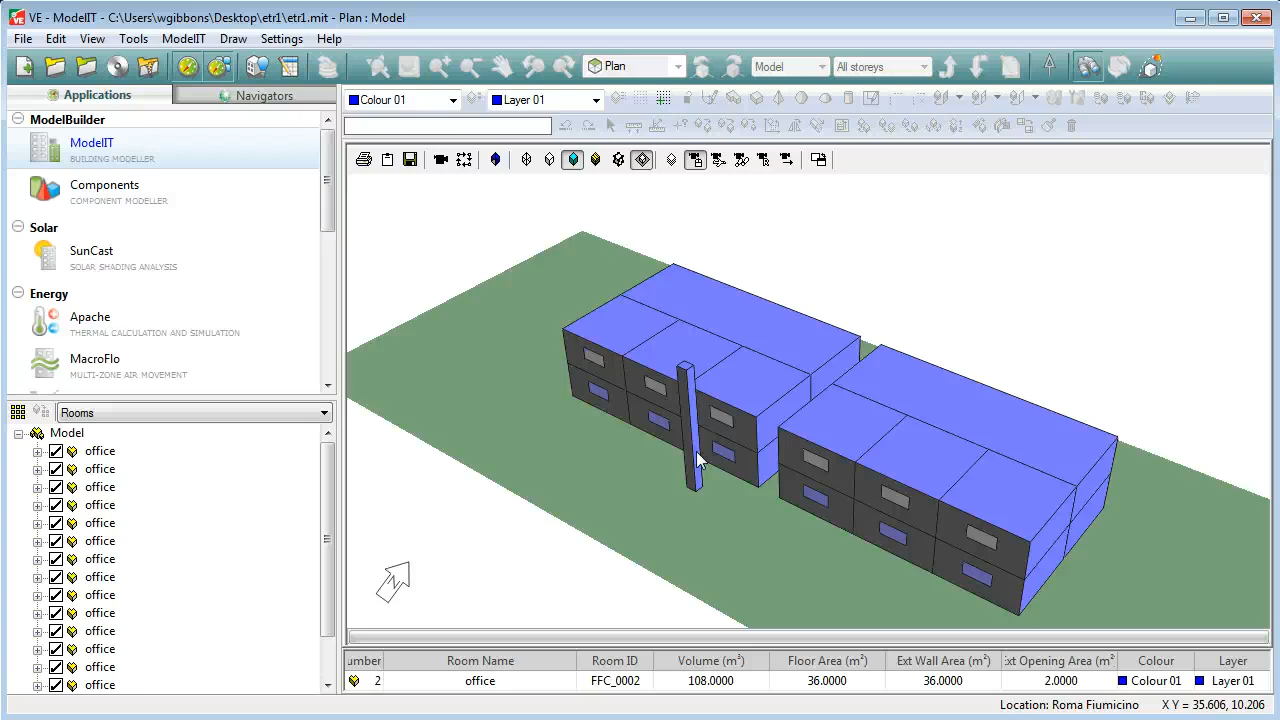 VE - ModelIT - C:\Users\wgibbons\Desktop\etr1\etr1.mit - Plan : Model
File Edit View Tools ModelIT Draw Settings Help
Plan Model All storeys
Applications Navigators
Colour 01 Layer 01
ModelBuilder
ModelIT
BUILDING MODELLER
Components
COMPONENT MODELLER
Solar
SunCast
SOLAR SHADING ANALYSIS
Energy
Apache
THERMAL CALCULATION AND SIMULATION
MacroFlo
MULTI-ZONE AIR MOVEMENT
Rooms
Model
office
office
office
office
office
office
office
office
office
office
office
office
office
office
umber Room Name Room ID Volume (m³) Floor Area (m²) Ext Wall Area (m²) :xt Opening Area (m² Colour Layer
2 office FFC_0002 108.0000 36.0000 36.0000 2.0000 Colour 01 Layer 01
Location: Roma Fiumicino X Y = 35.606, 10.206